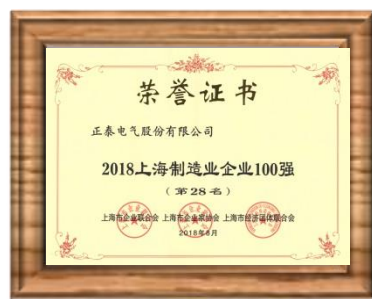 荣誉证书
正泰电气股份有限公司
2018上海制造业企业100强
(第28名)
上海市企业联合会 上海市企业家协会 上海市经济团体联合会
2018年8月